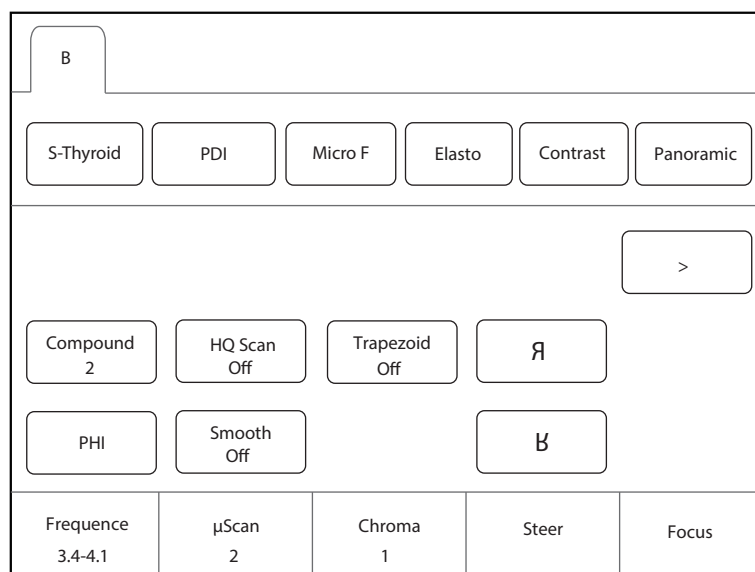 B
S-Thyroid PDI Micro F Elasto Contrast Panoramic
>
Compound HQ Scan Trapezoid Я
2 Off Off
PHI Smooth ᴚ
Off
Frequence µScan Chroma Steer Focus
3.4-4.1 2 1